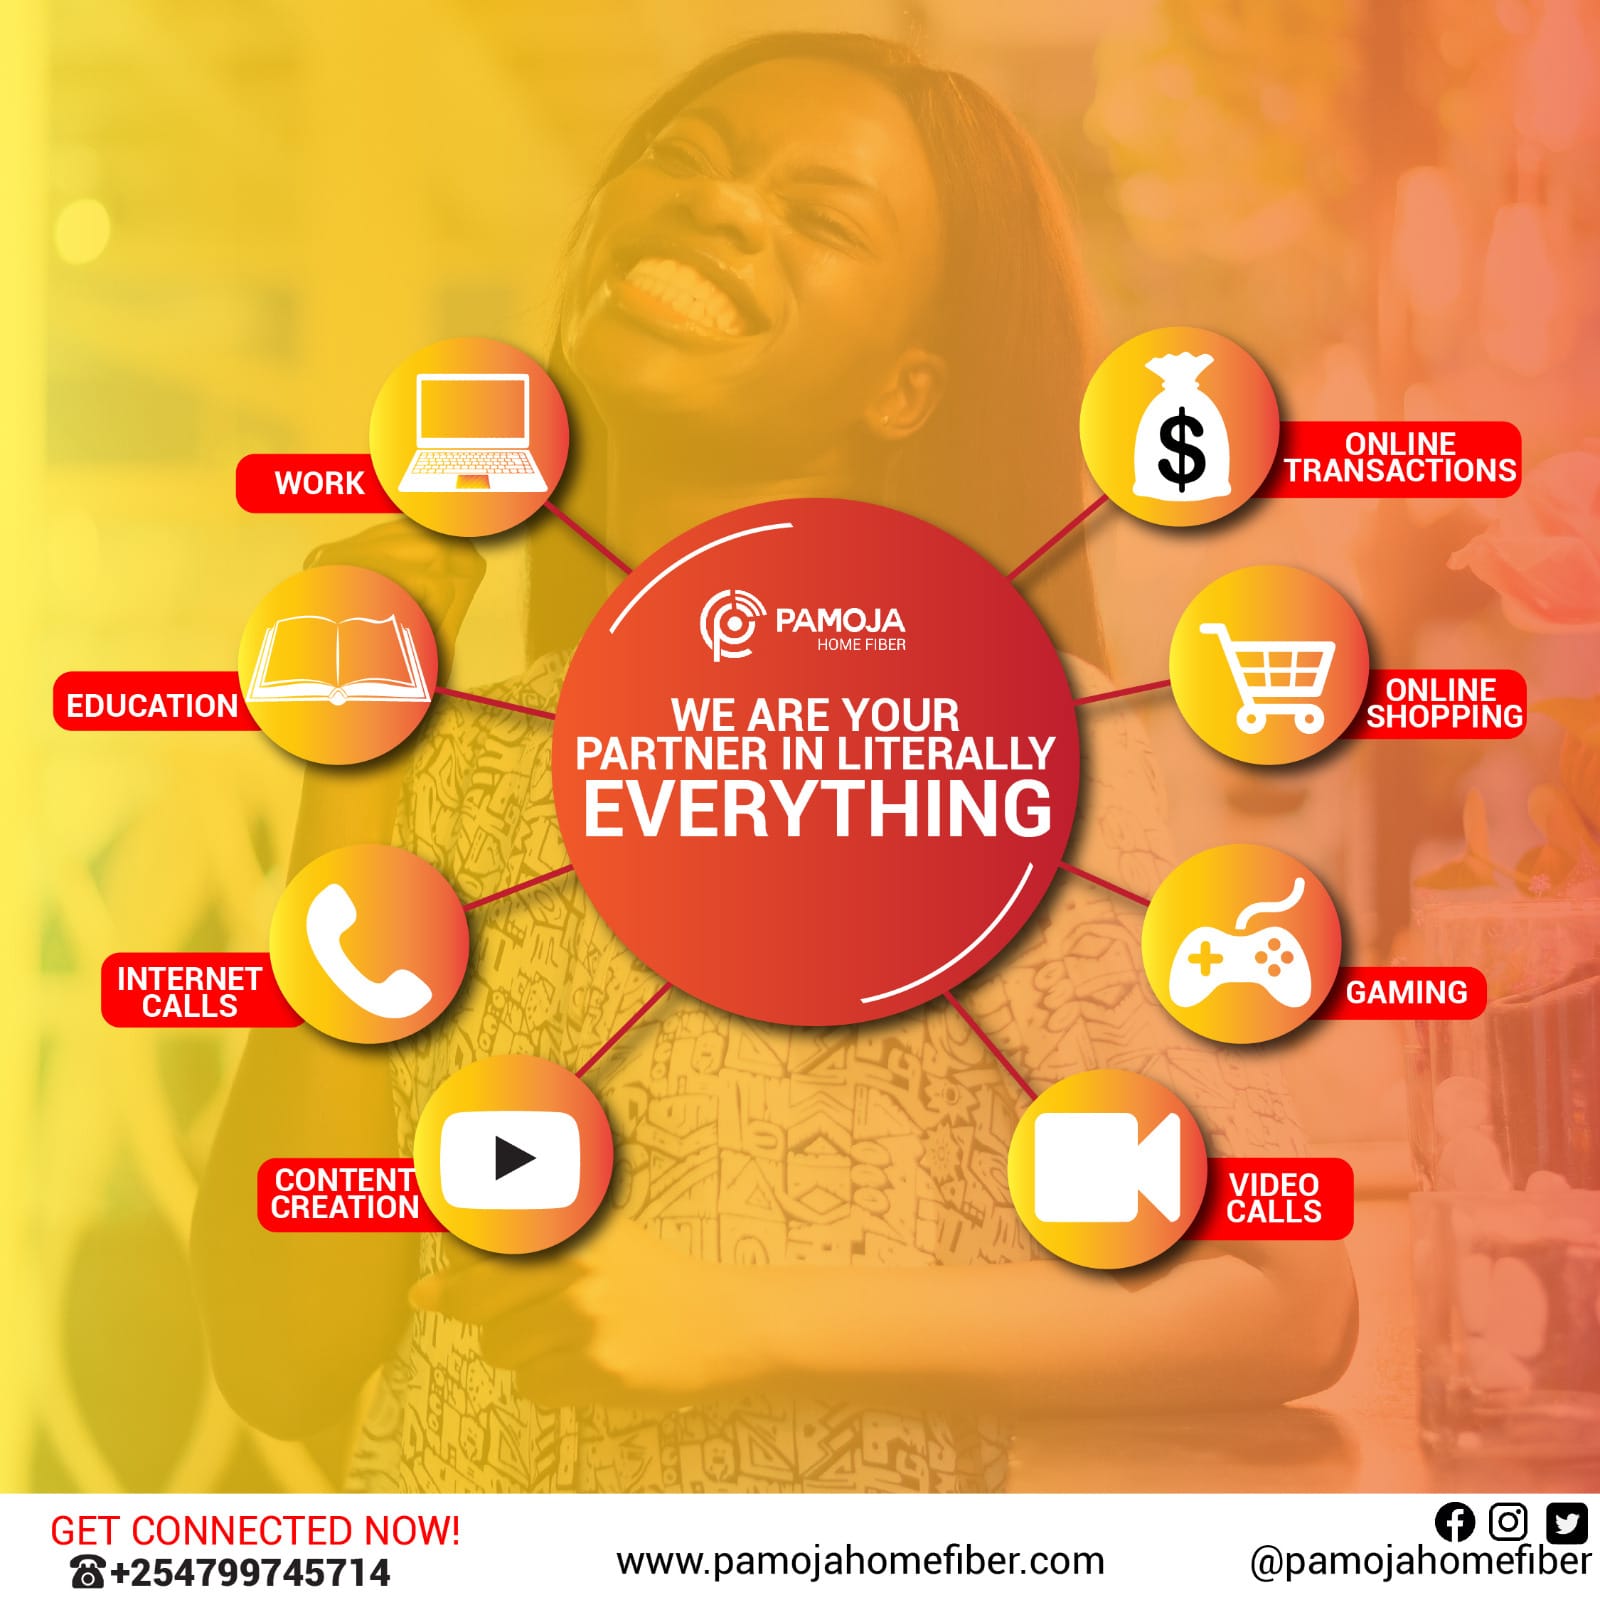 PAMOJA
HOME FIBER
WE ARE YOUR
PARTNER IN LITERALLY
EVERYTHING
WORK
EDUCATION
INTERNET
CALLS
CONTENT
CREATION
ONLINE
TRANSACTIONS
$
ONLINE
SHOPPING
GAMING
VIDEO
CALLS
GET CONNECTED NOW!
+254799745714
www.pamojahomefiber.com
@pamojahomefiber